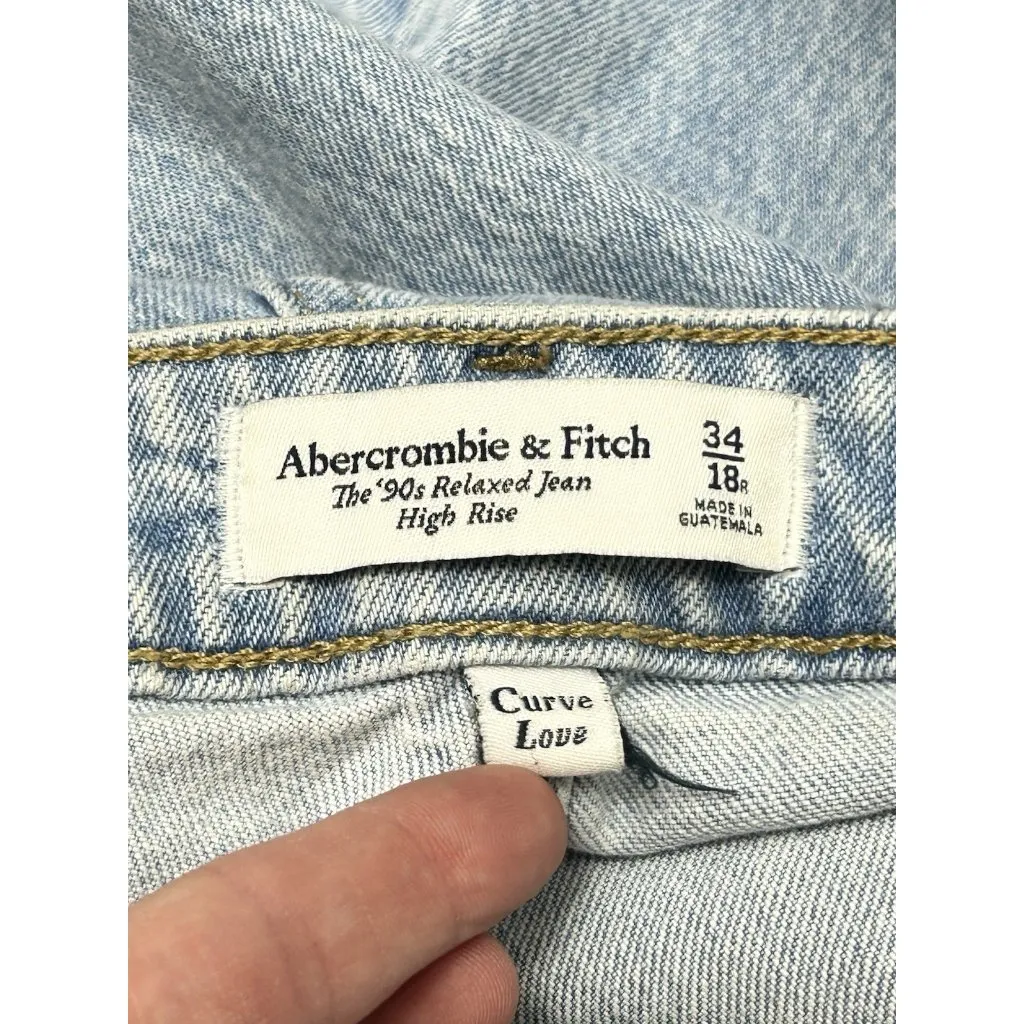 Abercrombie & Fitch
The '90s Relaxed Jean
High Rise
34
18R
MADE IN
GUATEMALA
Curve
Love